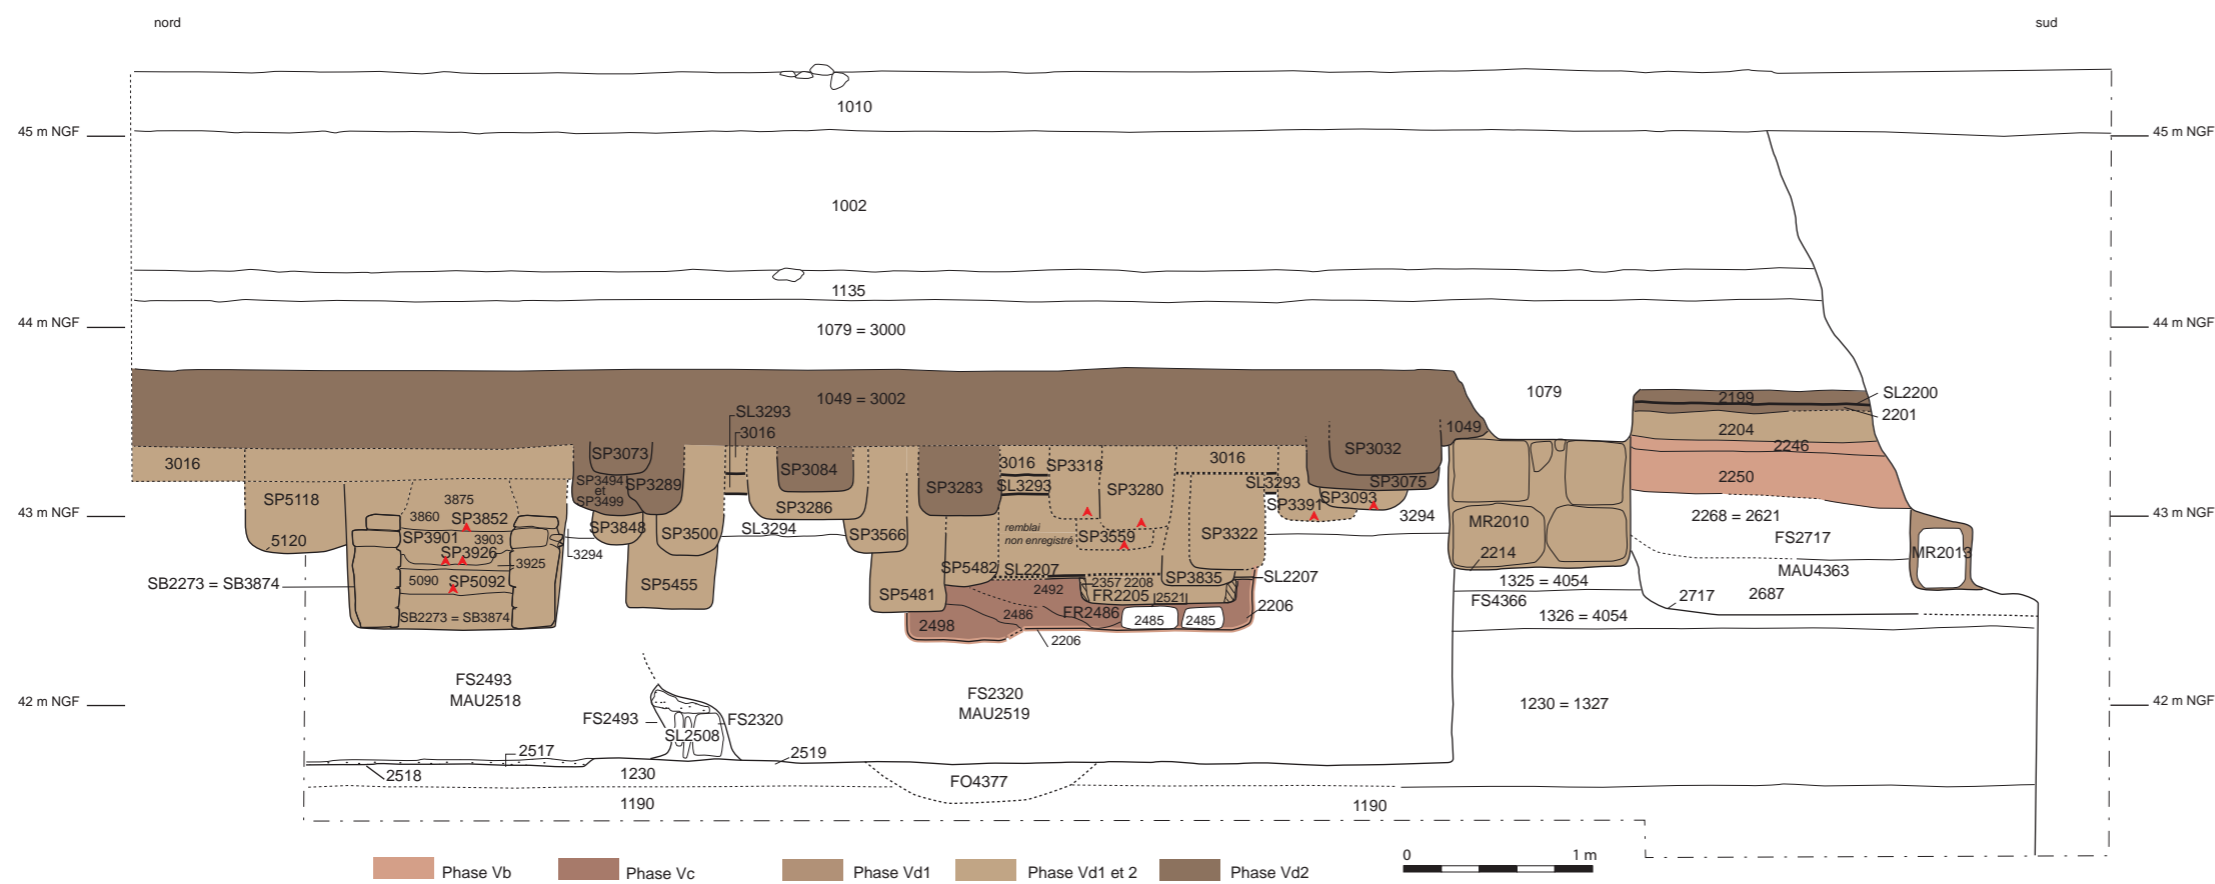 nord
sud
1010
45 m NGF
45 m NGF
1002
1135
44 m NGF
1079 = 3000
44 m NGF
1079
1049 = 3002
SL3293
3016
1049
2199
SL2200
2201
2204
2246
2250
3016
SP3073
SP3084
3016
SP3318
3016
SP3032
SP3494
et
SP3499
SP3289
SP3283
SL3293
SP3280
SL3293
SP3075
SP5118
3875
SP3286
SP3391
SP3093
43 m NGF
43 m NGF
3860
SP3852
SP3848
SP3500
SL3294
SP3566
remblai
non enregistré
SP3559
SP3322
3294
MR2010
2268 = 2621
FS2717
5120
SP3901
3903
SP3926
3925
3294
2214
MAU4363
MR2013
SB2273 = SB3874
5090
SP5092
SP5455
SP5481
SP5482
SL2207
2357
2208
SP3835
SL2207
1325 = 4054
2687
SB2273 = SB3874
2492
FR2205
2521
FS4366
2717
2498
2486
FR2486
2485
2485
2206
1326 = 4054
2206
FS2493
MAU2518
FS2320
MAU2519
42 m NGF
42 m NGF
1230 = 1327
FS2493
FS2320
SL2508
2517
2519
2518
1230
FO4377
1190
1190
Phase Vb
Phase Vc
Phase Vd1
Phase Vd1 et 2
Phase Vd2
0
1 m